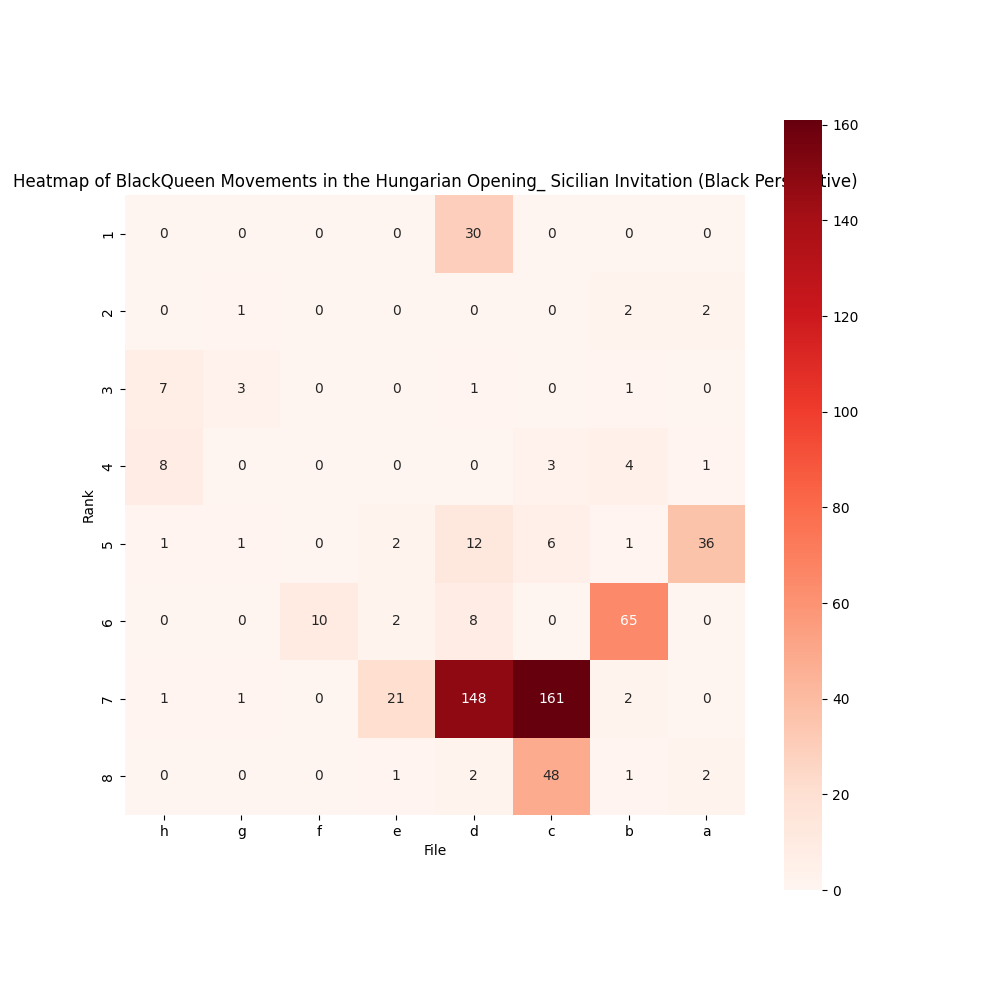 Heatmap of BlackQueen Movements in the Hungarian Opening_ Sicilian Invitation (Black Perspective)
1 0 0 0 0 30 0 0 0
2 0 1 0 0 0 0 2 2
3 7 3 0 0 1 0 1 0
4 8 0 0 0 0 3 4 1
5 1 1 0 2 12 6 1 36
6 0 0 10 2 8 0 65 0
7 1 1 0 21 148 161 2 0
8 0 0 0 1 2 48 1 2
h g f e d c b a
File
Rank
160
140
120
100
80
60
40
20
0